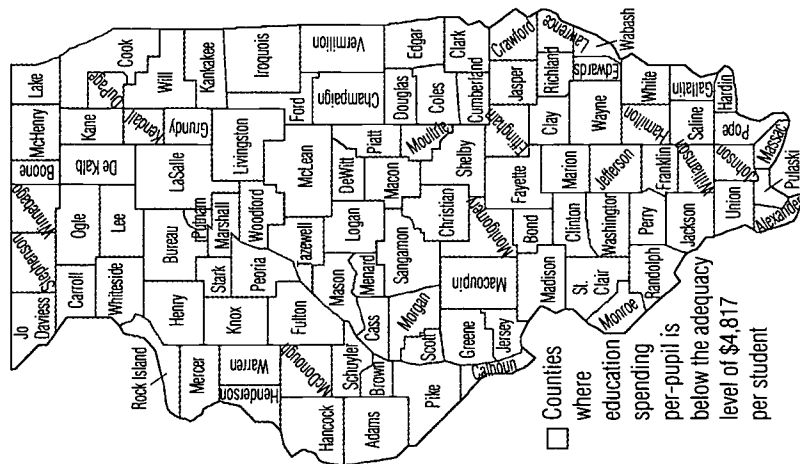 Jo
Daviess
Stephenson
Winnebago
Boone
McHenry
Lake
Carroll
Ogle
De Kalb
Kane
Cook
DuPage
Whiteside
Lee
Kendall
Will
Rock Island
Henry
Bureau
LaSalle
Grundy
Kankakee
Mercer
Putnam
Stark
Marshall
Livingston
Iroquois
Henderson
Warren
Knox
Peoria
Woodford
Ford
Hancock
McDonough
Fulton
Tazewell
McLean
Vermilion
Champaign
Adams
Schuyler
Brown
Mason
Cass
Menard
Logan
DeWitt
Piatt
Pike
Scott
Morgan
Sangamon
Macon
Moultrie
Douglas
Coles
Edgar
Calhoun
Greene
Jersey
Macoupin
Christian
Montgomery
Shelby
Cumberland
Clark
Madison
Bond
Fayette
Effingham
Jasper
Crawford
St.
Clair
Monroe
Clinton
Washington
Marion
Clay
Richland
Lawrence
Wabash
Jefferson
Wayne
Edwards
Randolph
Perry
Franklin
Hamilton
White
Jackson
Williamson
Saline
Gallatin
Union
Johnson
Pope
Hardin
Alexander
Pulaski
Massac
Counties
where
education
spending
per-pupil is
below the adequacy
level of $4,817
per student